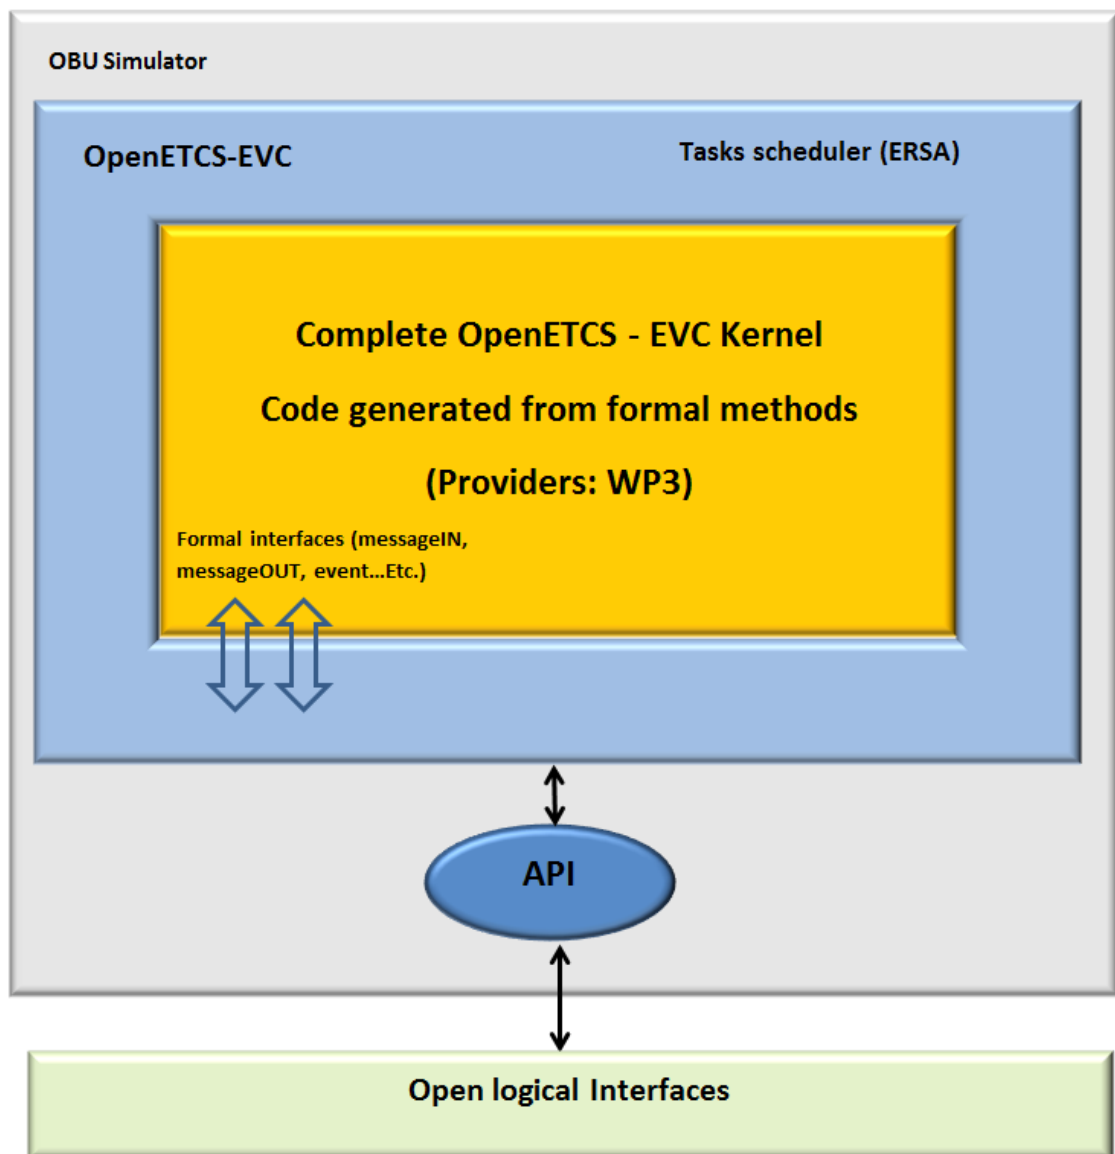 OBU Simulator
OpenETCS-EVC
Tasks scheduler (ERSA)
Complete OpenETCS - EVC Kernel
Code generated from formal methods
(Providers: WP3)
Formal interfaces (messageIN,
messageOUT, event...Etc.)
API
Open logical Interfaces